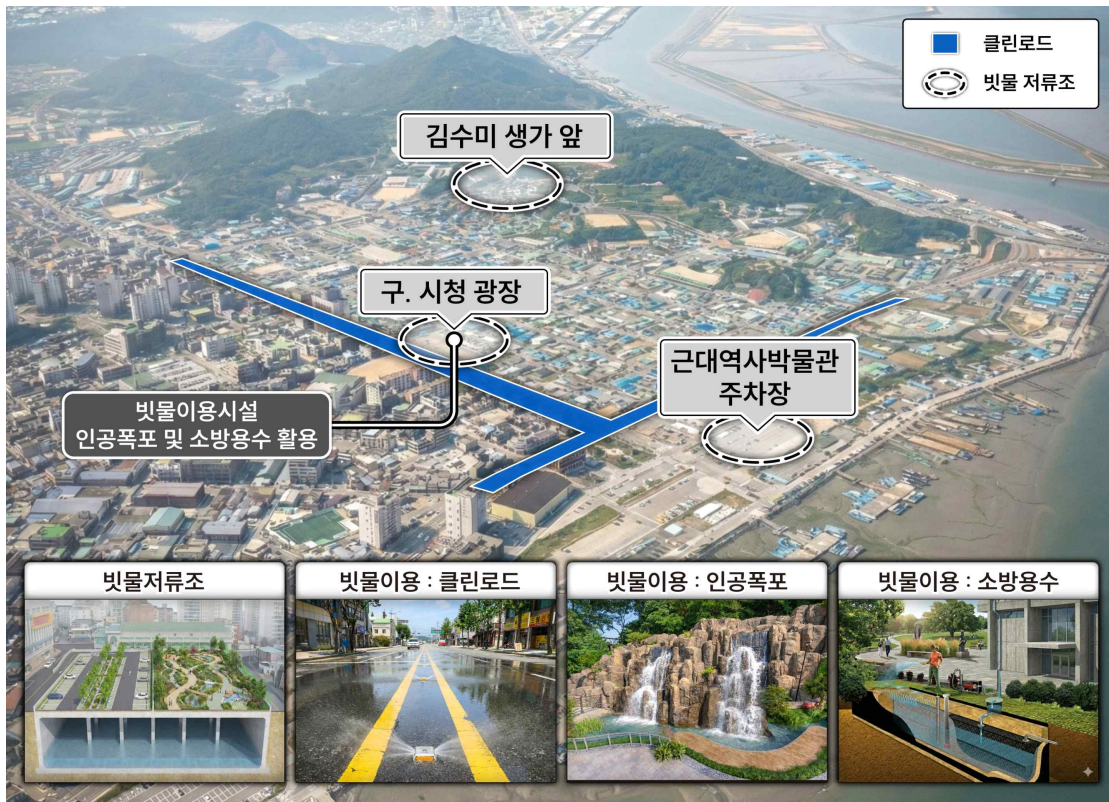 클린로드
빗물 저류조
김수미 생가 앞
구. 시청 광장
근대역사박물관
주차장
빗물이용시설
인공폭포 및 소방용수 활용
빗물저류조
빗물이용 : 클린로드
빗물이용 : 인공폭포
빗물이용 : 소방용수